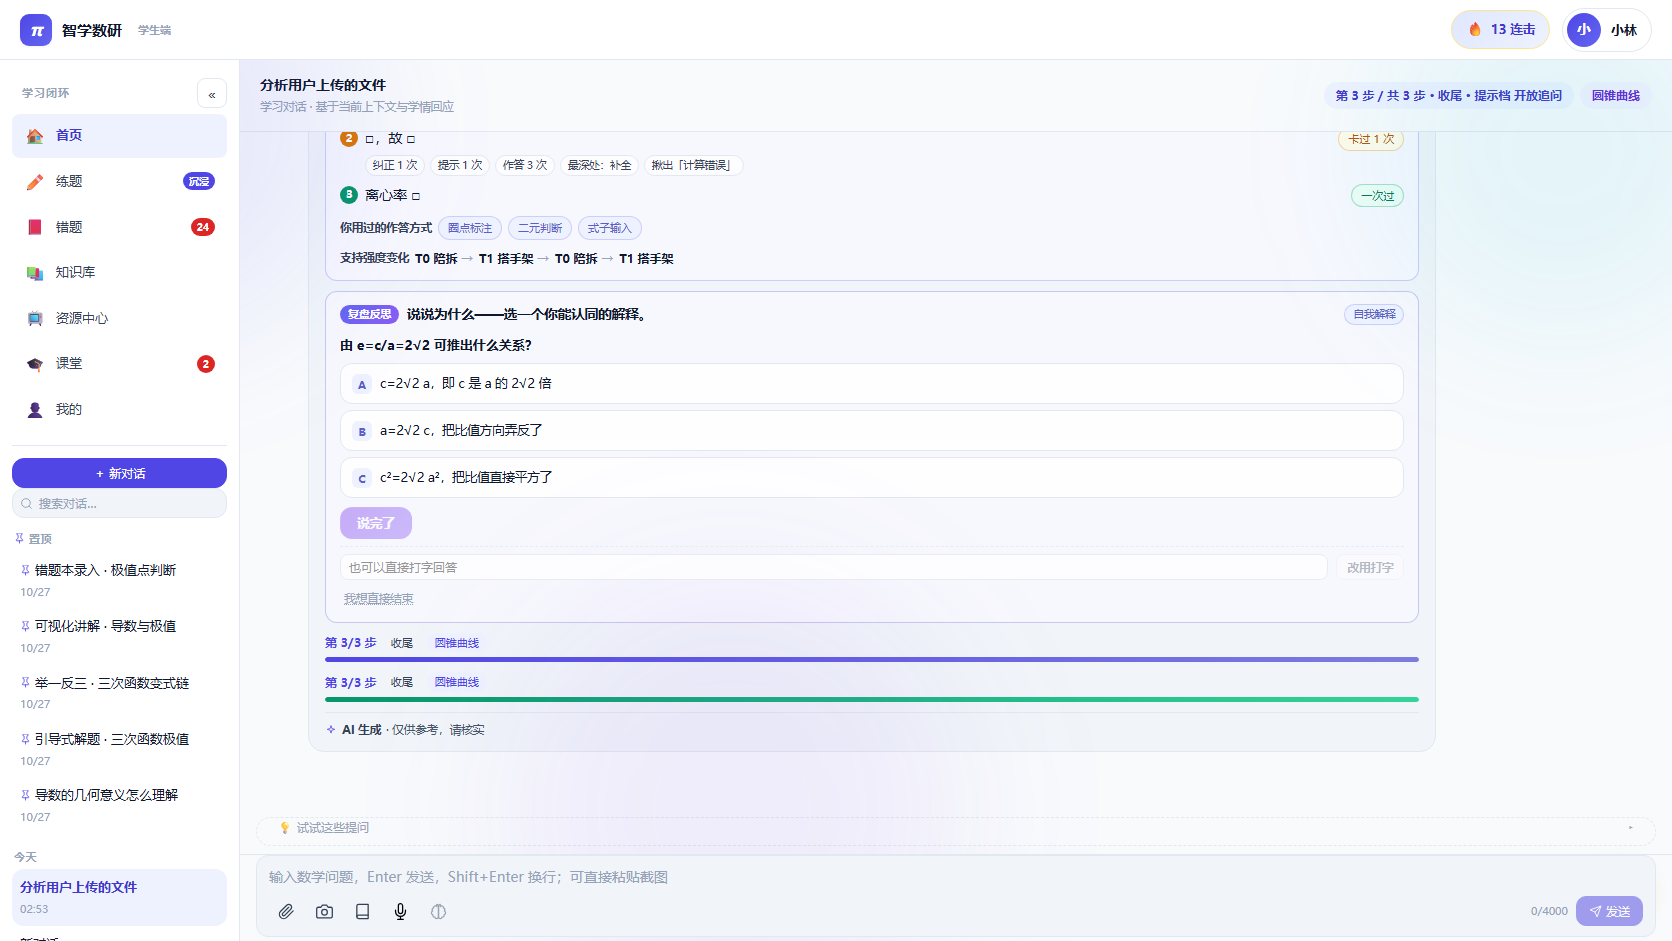 π 智学数研 学生端
13 连击
小 小林
学习闭环 «
首页
练题 沉浸
错题 24
知识库
资源中心
课堂 2
我的
+ 新对话
搜索对话...
置顶
错题本录入 · 极值点判断
10/27
可视化讲解 · 导数与极值
10/27
举一反三 · 三次函数变式链
10/27
引导式解题 · 三次函数极值
10/27
导数的几何意义怎么理解
10/27
今天
分析用户上传的文件
02:53
新对话
分析用户上传的文件
学习对话 · 基于当前上下文与学情回应
第 3 步 / 共 3 步 • 收尾 • 提示档 开放追问 圆锥曲线
2 □，故 □ 卡过 1 次
纠正 1 次 提示 1 次 作答 3 次 最深处：补全 揪出「计算错误」
3 离心率 □ 一次过
你用过的作答方式 圈点标注 二元判断 式子输入
支持强度变化 T0 陪拆 → T1 搭手架 → T0 陪拆 → T1 搭手架
复盘反思 说说为什么——选一个你能认同的解释。 自我解释
由 e=c/a=2√2 可推出什么关系？
A c=2√2 a，即 c 是 a 的 2√2 倍
B a=2√2 c，把比值方向弄反了
C c²=2√2 a²，把比值直接平方了
说完了
也可以直接打字回答 改用打字
我想直接结束
第 3/3 步 收尾 圆锥曲线
第 3/3 步 收尾 圆锥曲线
AI 生成 · 仅供参考，请核实
试试这些提问
输入数学问题，Enter 发送，Shift+Enter 换行；可直接粘贴截图
0/4000 发送